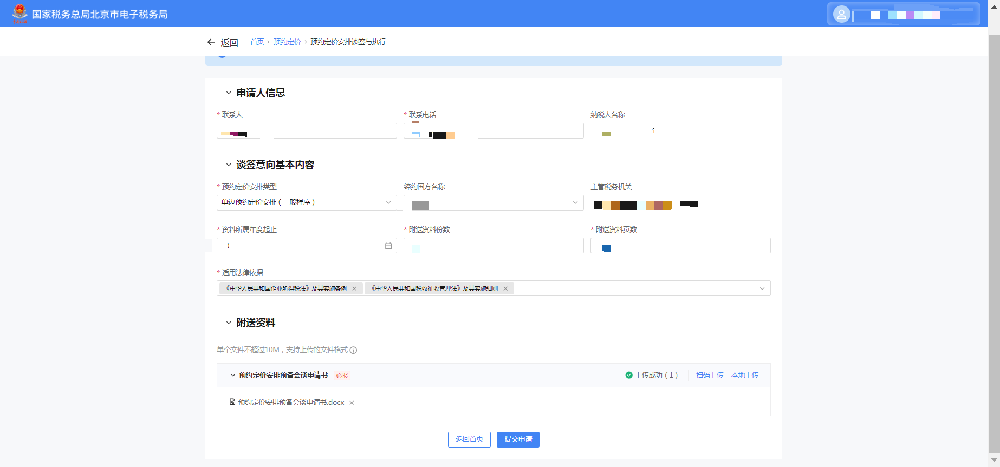 国家税务总局北京市电子税务局
返回 首页 › 预约定价 › 预约定价安排谈签与执行
申请人信息
* 联系人 * 联系电话 纳税人名称
谈签意向基本内容
* 预约定价安排类型 缔约国方名称 主管税务机关
单边预约定价安排（一般程序）
* 资料所属年度起止 * 附送资料份数 * 附送资料页数
* 适用法律依据
《中华人民共和国企业所得税法》及其实施条例 × 《中华人民共和国税收征收管理法》及其实施细则 ×
附送资料
单个文件不超过10M，支持上传的文件格式
预约定价安排预备会谈申请书 必报 上传成功（1） 扫码上传 本地上传
预约定价安排预备会谈申请书.docx ×
返回首页 提交申请